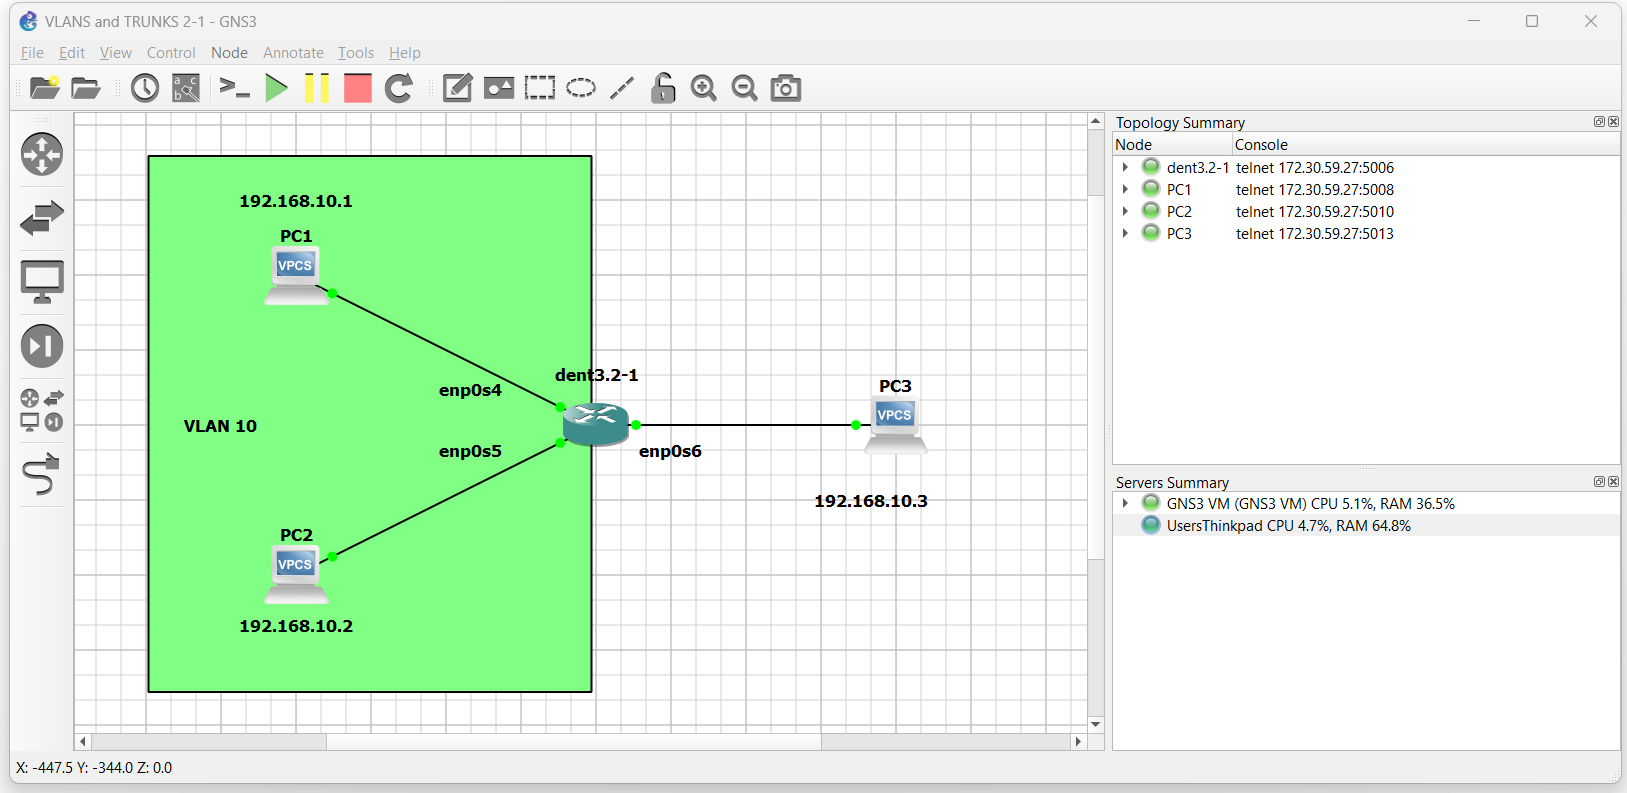 VLANS and TRUNKS 2-1 - GNS3
File Edit View Control Node Annotate Tools Help
192.168.10.1
PC1
VPCS
enp0s4
dent3.2-1
VLAN 10
enp0s5
enp0s6
PC3
VPCS
192.168.10.3
PC2
VPCS
192.168.10.2
Topology Summary
Node Console
dent3.2-1 telnet 172.30.59.27:5006
PC1 telnet 172.30.59.27:5008
PC2 telnet 172.30.59.27:5010
PC3 telnet 172.30.59.27:5013
Servers Summary
GNS3 VM (GNS3 VM) CPU 5.1%, RAM 36.5%
UsersThinkpad CPU 4.7%, RAM 64.8%
X: -447.5 Y: -344.0 Z: 0.0